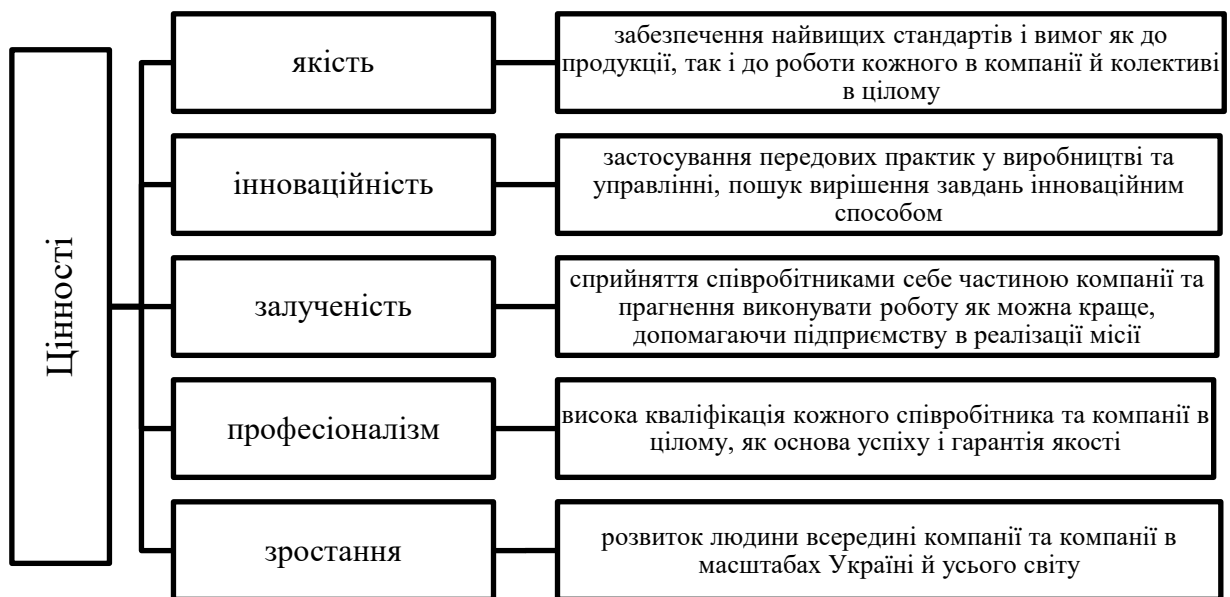 Цінності
якість
забезпечення найвищих стандартів і вимог як до
продукції, так і до роботи кожного в компанії й колективі
в цілому
інноваційність
застосування передових практик у виробництві та
управлінні, пошук вирішення завдань інноваційним
способом
залученість
сприйняття співробітниками себе частиною компанії та
прагнення виконувати роботу як можна краще,
допомагаючи підприємству в реалізації місії
професіоналізм
висока кваліфікація кожного співробітника та компанії в
цілому, як основа успіху і гарантія якості
зростання
розвиток людини всередині компанії та компанії в
масштабах Україні й усього світу